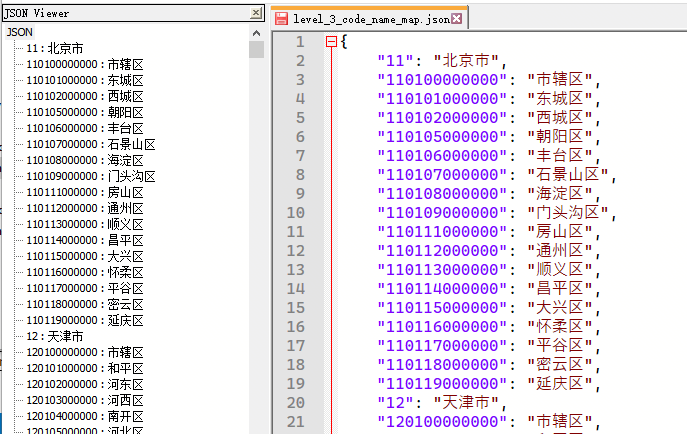 JSON Viewer
JSON
11:北京市
110100000000:市辖区
110101000000:东城区
110102000000:西城区
110105000000:朝阳区
110106000000:丰台区
110107000000:石景山区
110108000000:海淀区
110109000000:门头沟区
110111000000:房山区
110112000000:通州区
110113000000:顺义区
110114000000:昌平区
110115000000:大兴区
110116000000:怀柔区
110117000000:平谷区
110118000000:密云区
110119000000:延庆区
12:天津市
120100000000:市辖区
120101000000:和平区
120102000000:河东区
120103000000:河西区
120104000000:南开区
120105000000:河北区
level_3_code_name_map.json
1 {
2 "11": "北京市",
3 "110100000000": "市辖区",
4 "110101000000": "东城区",
5 "110102000000": "西城区",
6 "110105000000": "朝阳区",
7 "110106000000": "丰台区",
8 "110107000000": "石景山区",
9 "110108000000": "海淀区",
10 "110109000000": "门头沟区",
11 "110111000000": "房山区",
12 "110112000000": "通州区",
13 "110113000000": "顺义区",
14 "110114000000": "昌平区",
15 "110115000000": "大兴区",
16 "110116000000": "怀柔区",
17 "110117000000": "平谷区",
18 "110118000000": "密云区",
19 "110119000000": "延庆区",
20 "12": "天津市",
21 "120100000000": "市辖区",